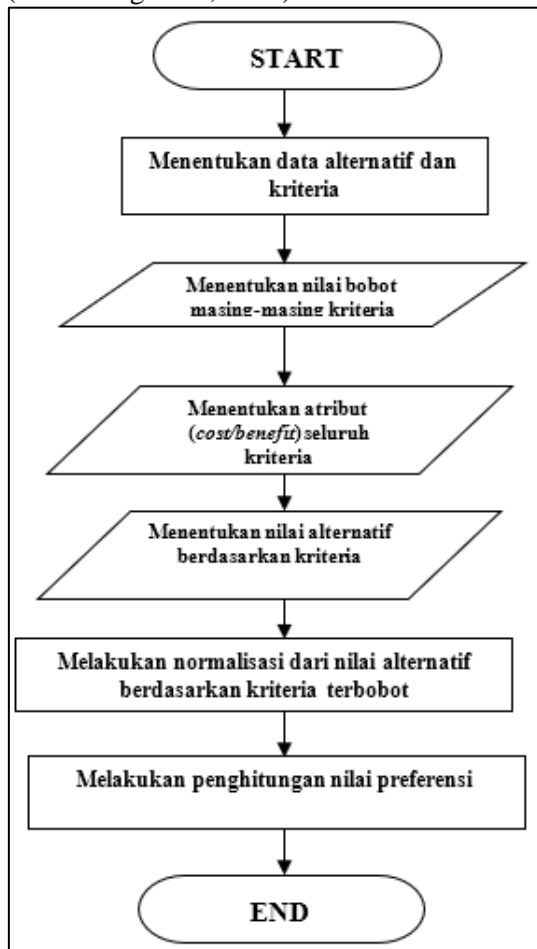 START
Menentukan data alternatif dan
kriteria
Menentukan nilai bobot
masing-masing kriteria
Menentukan atribut
(cost/benefit) seluruh
kriteria
Menentukan nilai alternatif
berdasarkan kriteria
Melakukan normalisasi dari nilai alternatif
berdasarkan kriteria terbobot
Melakukan penghitungan nilai preferensi
END